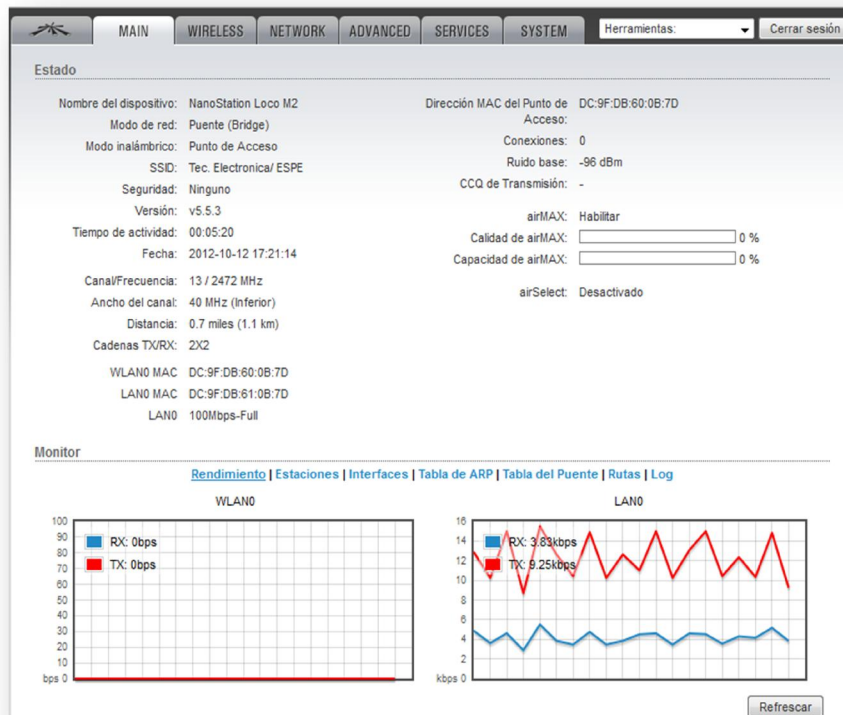 MAIN WIRELESS NETWORK ADVANCED SERVICES SYSTEM Herramientas: Cerrar sesión
Estado
Nombre del dispositivo: NanoStation Loco M2
Modo de red: Puente (Bridge)
Modo inalámbrico: Punto de Acceso
SSID: Tec. Electronica/ ESPE
Seguridad: Ninguno
Versión: v5.5.3
Tiempo de actividad: 00:05:20
Fecha: 2012-10-12 17:21:14
Canal/Frecuencia: 13 / 2472 MHz
Ancho del canal: 40 MHz (Inferior)
Distancia: 0.7 miles (1.1 km)
Cadenas TX/RX: 2X2
WLAN0 MAC DC:9F:DB:60:0B:7D
LAN0 MAC DC:9F:DB:61:0B:7D
LAN0 100Mbps-Full
Dirección MAC del Punto de Acceso: DC:9F:DB:60:0B:7D
Conexiones: 0
Ruido base: -96 dBm
CCQ de Transmisión: -
airMAX: Habilitar
Calidad de airMAX: 0 %
Capacidad de airMAX: 0 %
airSelect: Desactivado
Monitor
Rendimiento | Estaciones | Interfaces | Tabla de ARP | Tabla del Puente | Rutas | Log
WLAN0
100
90
80
70
60
50
40
30
20
10
bps 0
RX: 0bps
TX: 0bps
LAN0
16
14
12
10
8
6
4
2
kbps 0
RX: 3.83kbps
TX: 9.25kbps
Refrescar